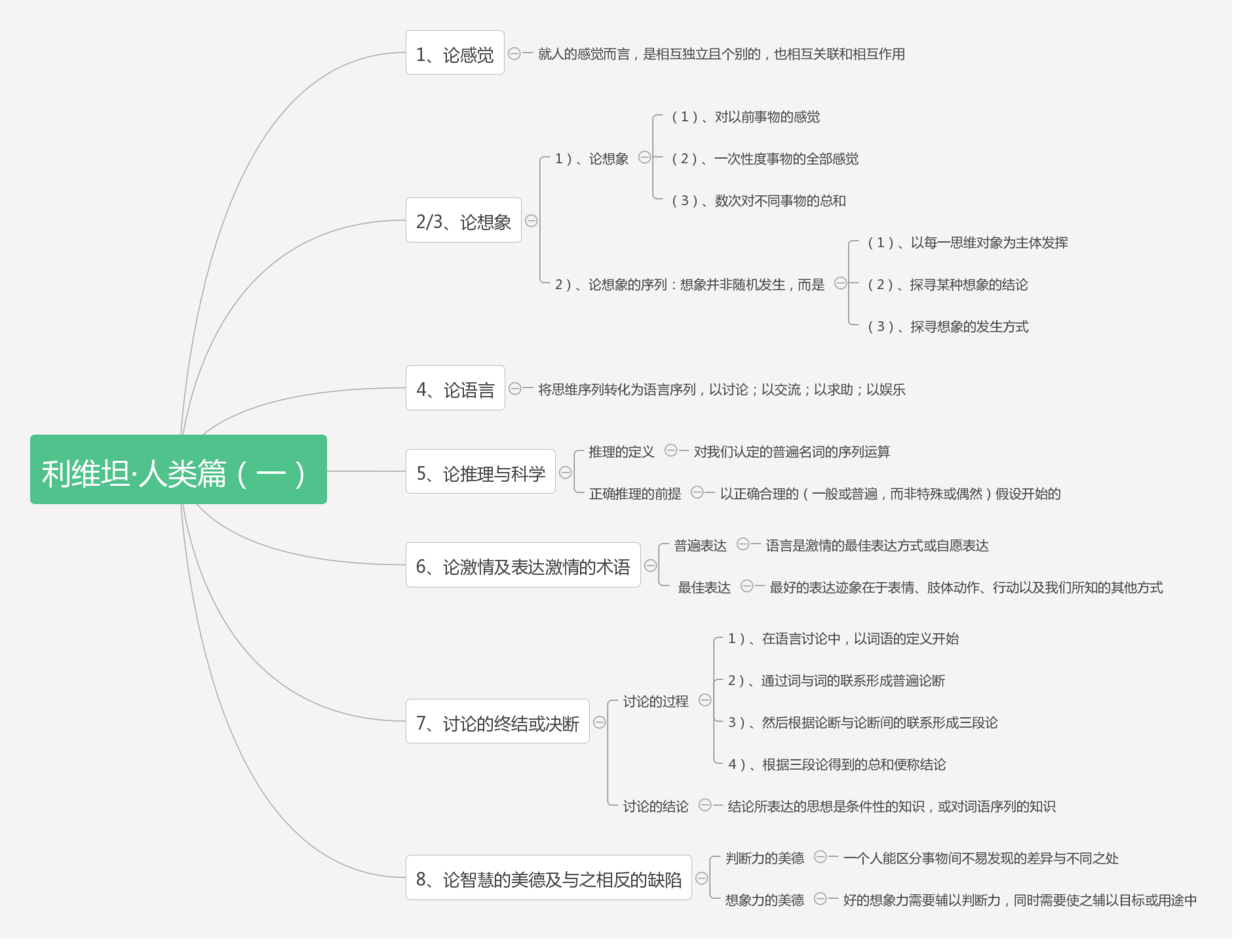 利维坦·人类篇（一）
1、论感觉
就人的感觉而言，是相互独立且个别的，也相互关联和相互作用
2/3、论想象
1）、论想象
（1）、对以前事物的感觉
（2）、一次性度事物的全部感觉
（3）、数次对不同事物的总和
2）、论想象的序列：想象并非随机发生，而是
（1）、以每一思维对象为主体发挥
（2）、探寻某种想象的结论
（3）、探寻想象的发生方式
4、论语言
将思维序列转化为语言序列，以讨论；以交流；以求助；以娱乐
5、论推理与科学
推理的定义
对我们认定的普遍名词的序列运算
正确推理的前提
以正确合理的（一般或普遍，而非特殊或偶然）假设开始的
6、论激情及表达激情的术语
普遍表达
语言是激情的最佳表达方式或自愿表达
最佳表达
最好的表达迹象在于表情、肢体动作、行动以及我们所知的其他方式
7、讨论的终结或决断
讨论的过程
1）、在语言讨论中，以词语的定义开始
2）、通过词与词的联系形成普遍论断
3）、然后根据论断与论断间的联系形成三段论
4）、根据三段论得到的总和便称结论
讨论的结论
结论所表达的思想是条件性的知识，或对词语序列的知识
8、论智慧的美德及与之相反的缺陷
判断力的美德
一个人能区分事物间不易发现的差异与不同之处
想象力的美德
好的想象力需要辅以判断力，同时需要使之辅以目标或用途中